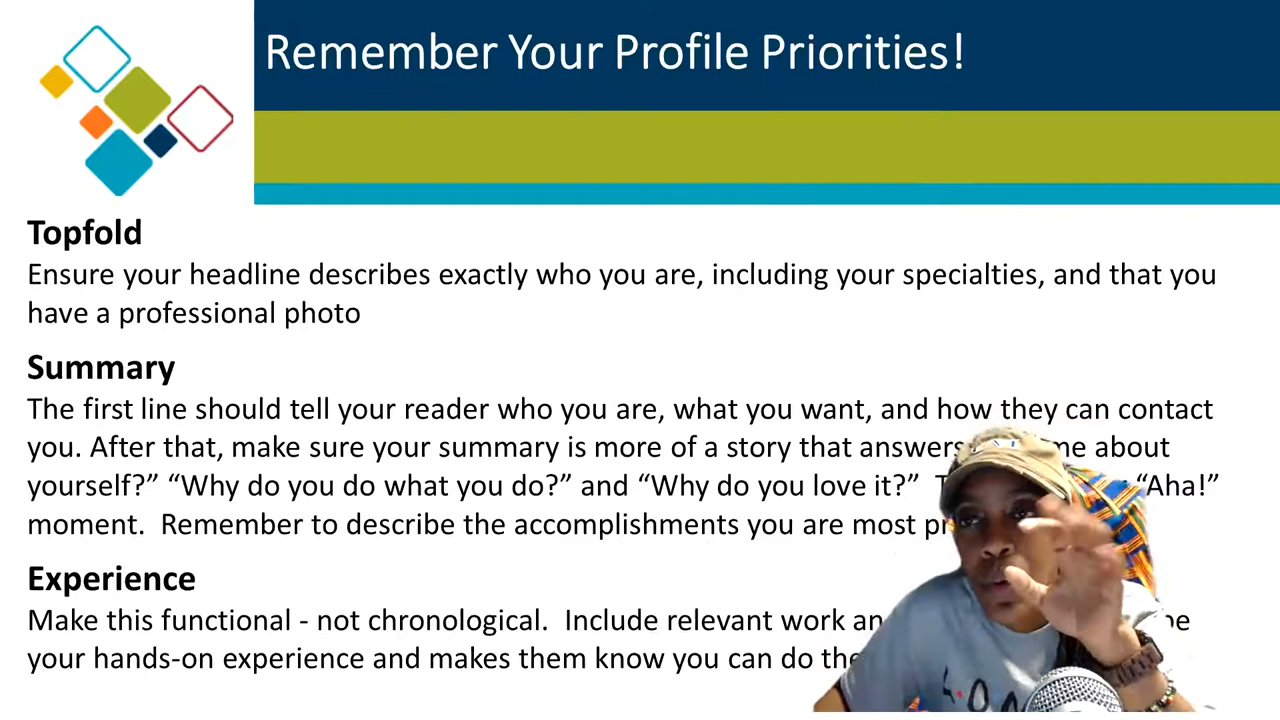 Remember Your Profile Priorities!
Topfold
Ensure your headline describes exactly who you are, including your specialties, and that you
have a professional photo
Summary
The first line should tell your reader who you are, what you want, and how they can contact
you. After that, make sure your summary is more of a story that answers me about
yourself?” “Why do you do what you do?” and “Why do you love it?” “Aha!”
moment. Remember to describe the accomplishments you are most
Experience
Make this functional - not chronological. Include relevant work
your hands-on experience and makes them know you can do